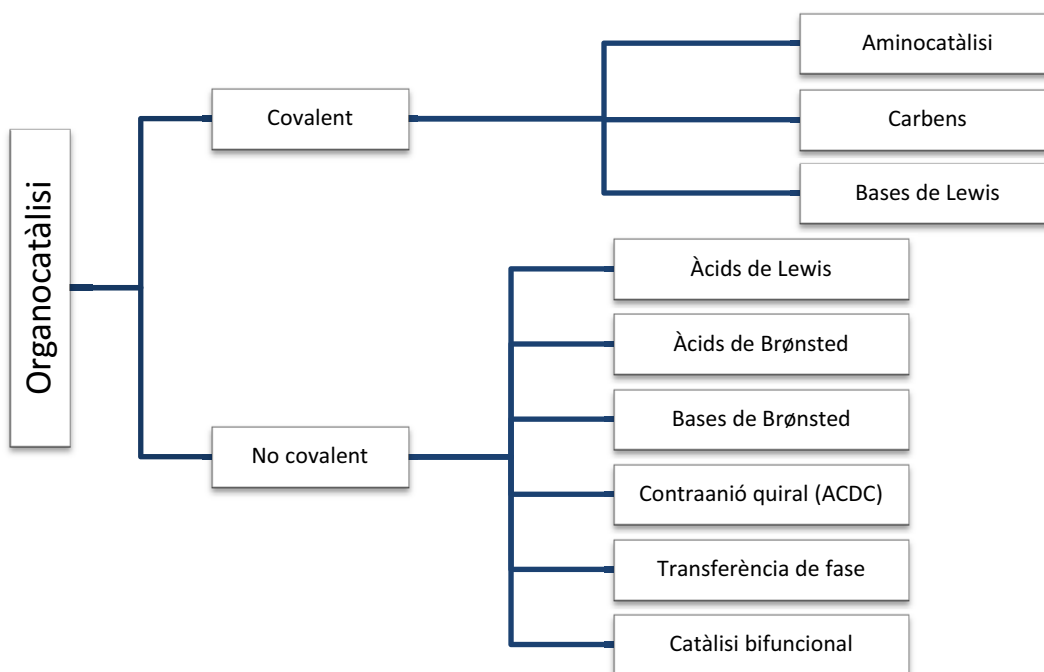 Organocatàlisi
Covalent
Aminocatàlisi
Carbens
Bases de Lewis
No covalent
Àcids de Lewis
Àcids de Brønsted
Bases de Brønsted
Contraanió quiral (ACDC)
Transferència de fase
Catàlisi bifuncional